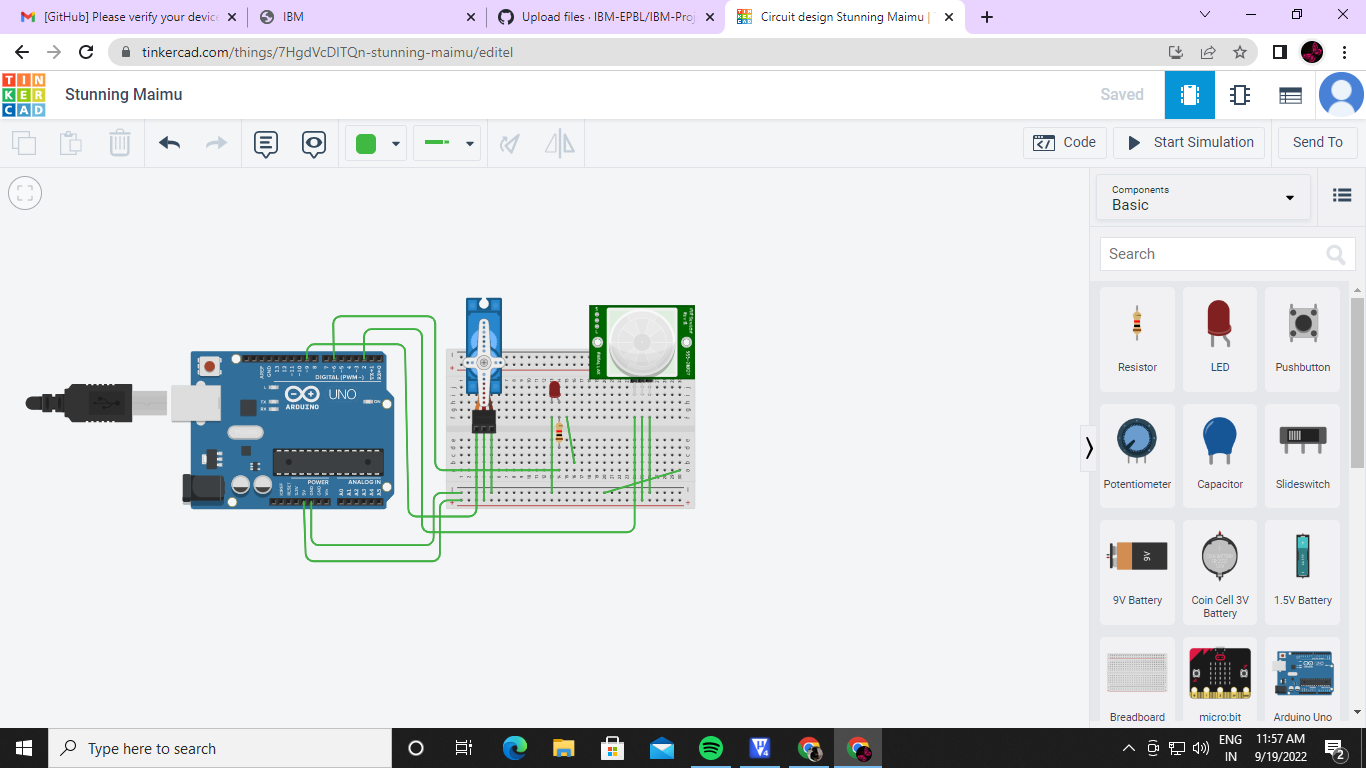 [GitHub] Please verify your device
IBM
Upload files · IBM-EPBL/IBM-Proj
Circuit design Stunning Maimu |
tinkercad.com/things/7HgdVcDlTQn-stunning-maimu/editel
TIN
KER
CAD
Stunning Maimu
Saved
Code
Start Simulation
Send To
Components
Basic
Search
Resistor
LED
Pushbutton
Potentiometer
Capacitor
Slideswitch
9V
9V Battery
Coin Cell 3V
Battery
1.5V Battery
Breadboard
micro:bit
Arduino Uno
DIGITAL (PWM~)
UNO
ARDUINO
POWER
ANALOG IN
Type here to search
ENG
IN
11:57 AM
9/19/2022
2